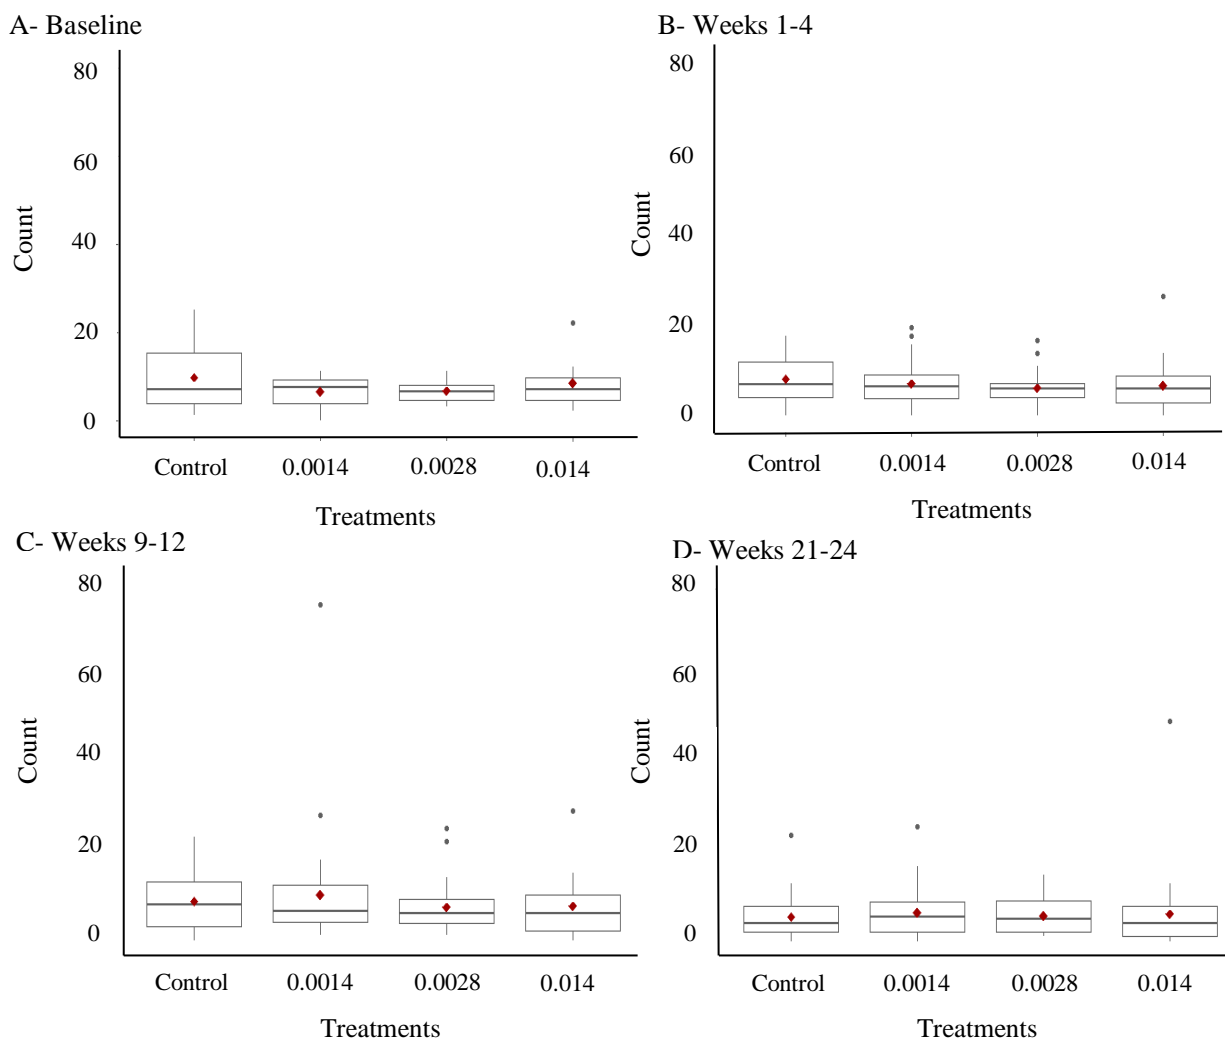 A- Baseline
80
60
40
20
0
Count
Control 0.0014 0.0028 0.014
Treatments
B- Weeks 1-4
80
60
40
20
0
Count
Control 0.0014 0.0028 0.014
Treatments
C- Weeks 9-12
80
60
40
20
0
Count
Control 0.0014 0.0028 0.014
Treatments
D- Weeks 21-24
80
60
40
20
0
Count
Control 0.0014 0.0028 0.014
Treatments